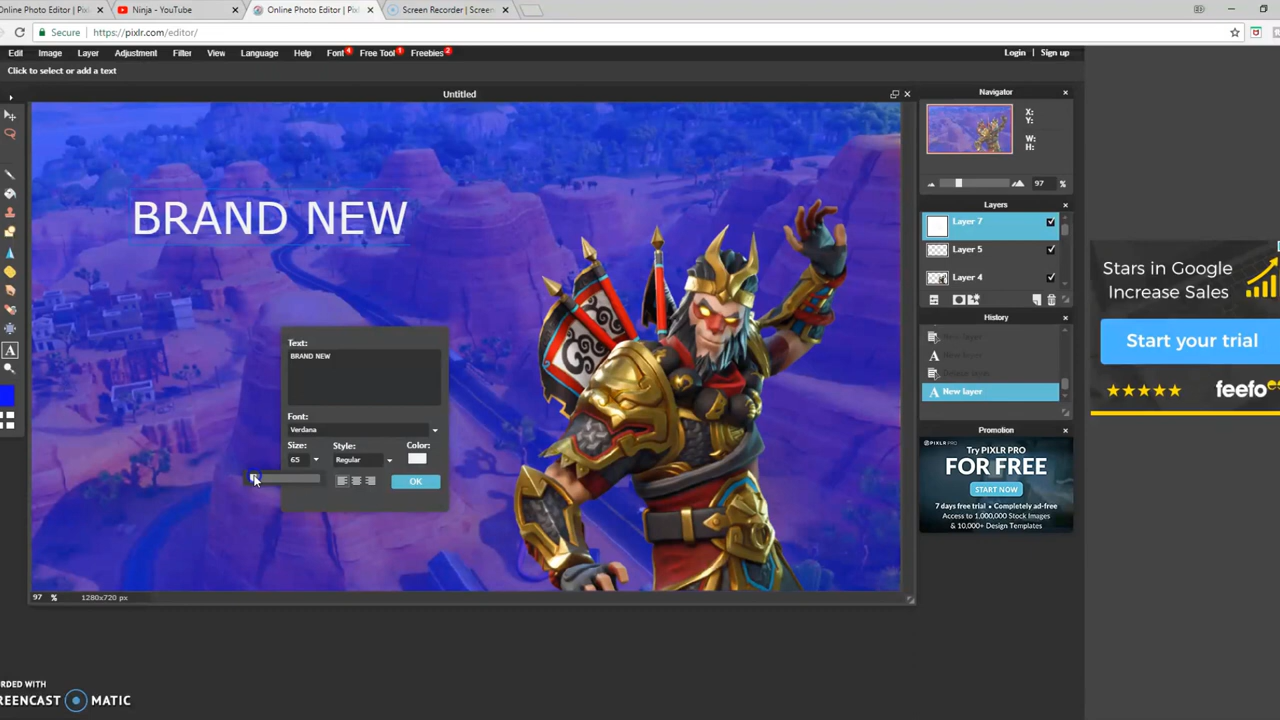 Online Photo Editor | Pix
Ninja - YouTube
Online Photo Editor | Pix
Screen Recorder | Screen
Secure
https://pixlr.com/editor/
Edit Image Layer Adjustment Filter View Language Help Font 4 Free Tool 1 Freebies 2
Login | Sign up
Click to select or add a text
Untitled
Navigator
X:
Y:
W:
H:
97 %
BRAND NEW
Layers
Layer 7
Layer 5
Layer 4
History
New layer
Promotion
PIXLR PRO
Try PIXLR PRO
FOR FREE
START NOW
7 days free trial • Completely ad-free
Access to 1,000,000 Stock Images
& 10,000+ Design Templates
Text:
BRAND NEW
Font:
Verdana
Size:
Style:
Color:
65
Regular
OK
A
97 %
1280x720 px
Stars in Google
Increase Sales
Start your trial
feefo
RDED WITH
REENCAST MATIC